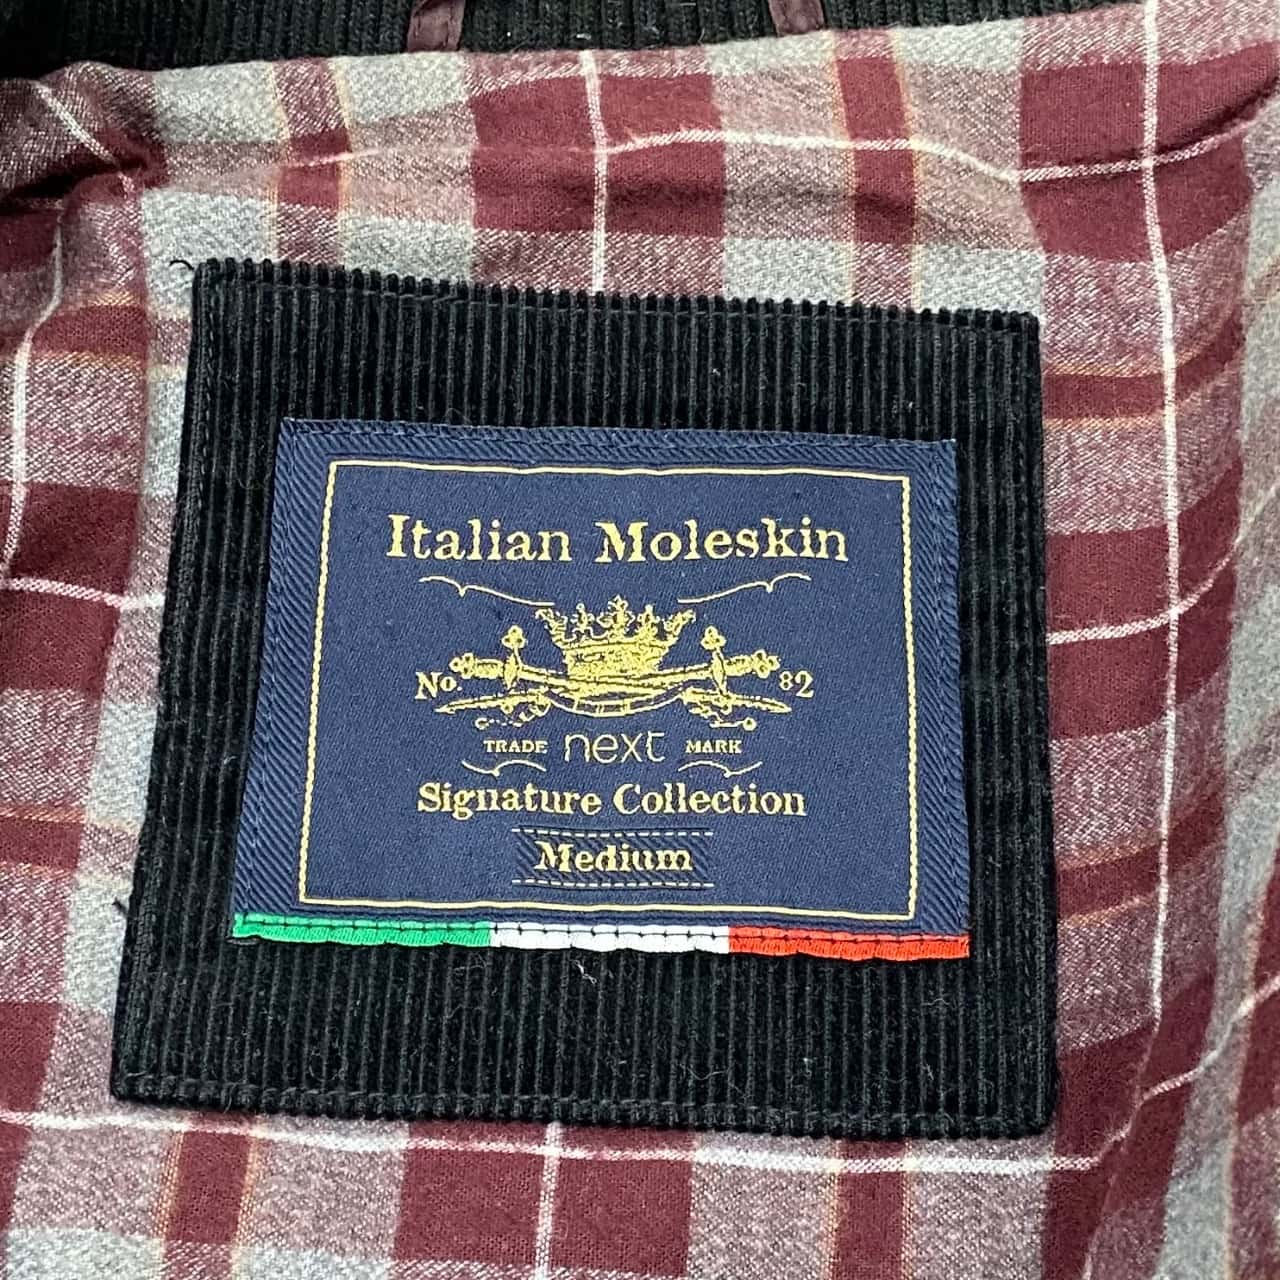 Italian Moleskin
No. 82
TRADE next MARK
Signature Collection
Medium